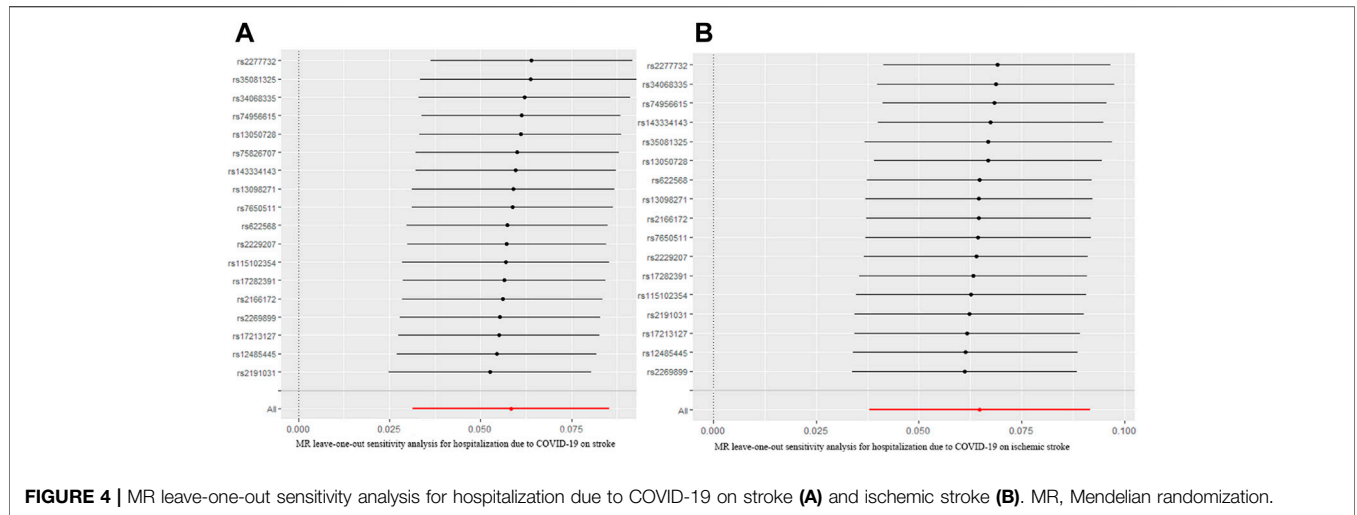 A
rs2277732
rs35081325
rs34068335
rs74956615
rs13050728
rs75826707
rs143334143
rs13098271
rs7650511
rs622568
rs2229207
rs115102354
rs17282391
rs2166172
rs2269899
rs17213127
rs12485445
rs2191031
All
0.000 0.025 0.050 0.075
MR leave-one-out sensitivity analysis for hospitalization due to COVID-19 on stroke
B
rs2277732
rs34068335
rs74956615
rs143334143
rs35081325
rs13050728
rs622568
rs13098271
rs2166172
rs7650511
rs2229207
rs17282391
rs115102354
rs2191031
rs17213127
rs12485445
rs2269899
All
0.000 0.025 0.050 0.075 0.100
MR leave-one-out sensitivity analysis for hospitalization due to COVID-19 on ischemic stroke
FIGURE 4 | MR leave-one-out sensitivity analysis for hospitalization due to COVID-19 on stroke (A) and ischemic stroke (B). MR, Mendelian randomization.